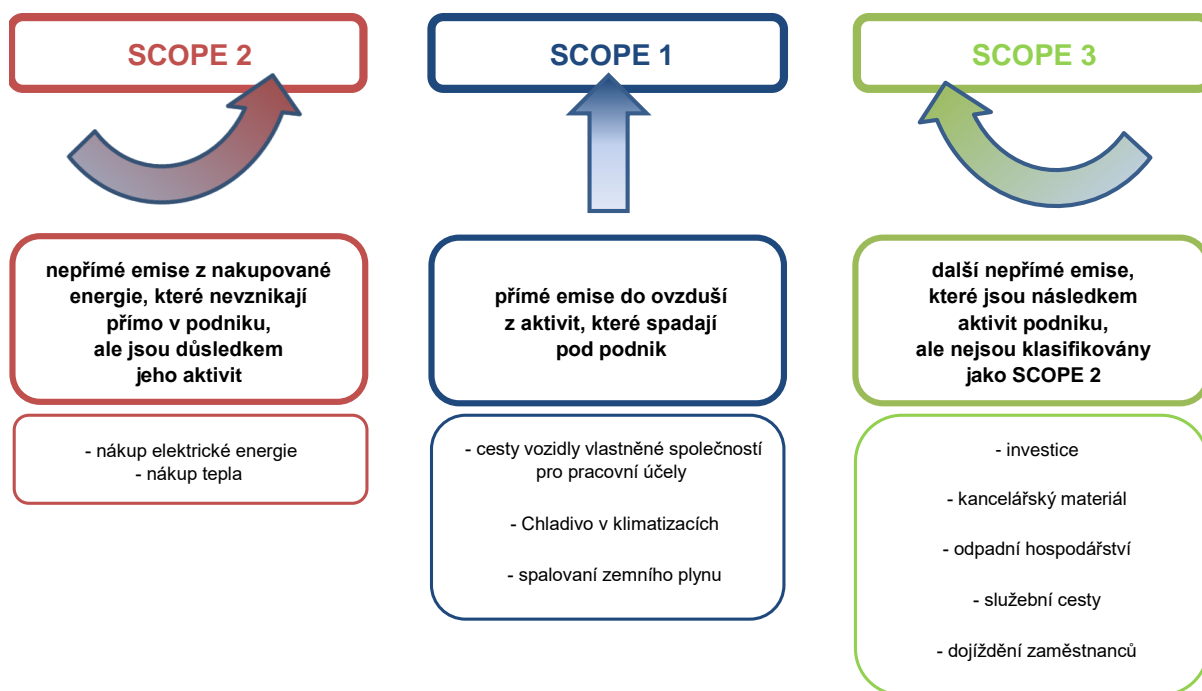 SCOPE 2
nepřímé emise z nakupované
energie, které nevznikají
přímo v podniku,
ale jsou důsledkem
jeho aktivit
- nákup elektrické energie
- nákup tepla
SCOPE 1
přímé emise do ovzduší
z aktivit, které spadají
pod podnik
- cesty vozidly vlastněné společností
pro pracovní účely
- Chladivo v klimatizacích
- spalovaní zemního plynu
SCOPE 3
další nepřímé emise,
které jsou následkem
aktivit podniku,
ale nejsou klasifikovány
jako SCOPE 2
- investice
- kancelářský materiál
- odpadní hospodářství
- služební cesty
- dojíždění zaměstnanců